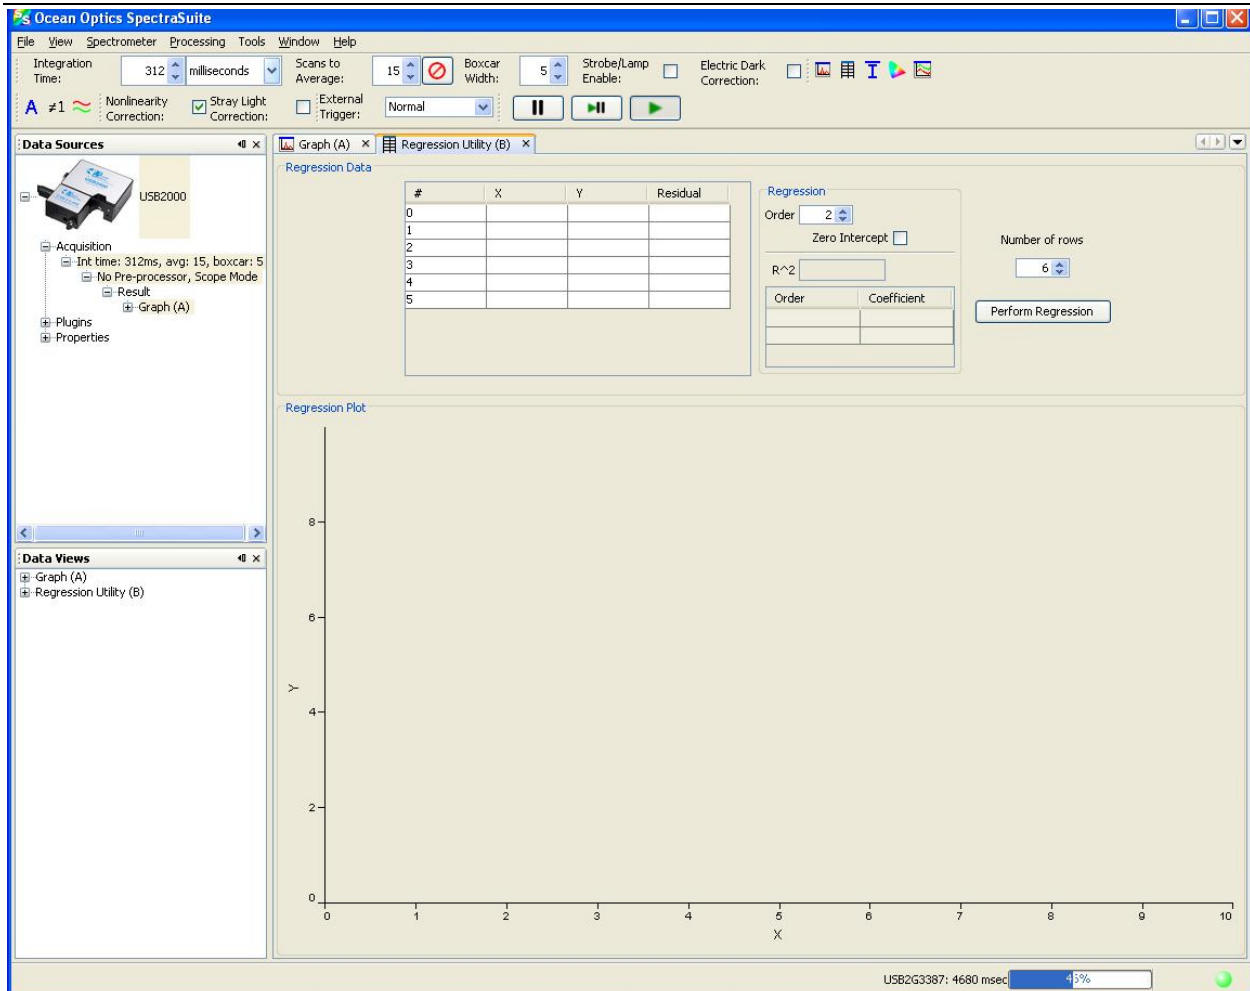 Ocean Optics SpectraSuite
File View Spectrometer Processing Tools Window Help
Integration Time: 312 milliseconds Scans to Average: 15 Boxcar Width: 5 Strobe/Lamp Enable: Electric Dark Correction:
A ≠1 Nonlinearity Correction: Stray Light Correction: External Trigger: Normal
Data Sources
USB2000
Acquisition
Int time: 312ms, avg: 15, boxcar: 5
No Pre-processor, Scope Mode
Result
Graph (A)
Plugins
Properties
Data Views
Graph (A)
Regression Utility (B)
Graph (A) Regression Utility (B)
Regression Data
# X Y Residual
0
1
2
3
4
5
Regression
Order 2
Zero Intercept
R^2
Order Coefficient
Number of rows
6
Perform Regression
Regression Plot
8
6
Y
4
2
0
0 1 2 3 4 5 6 7 8 9 10
X
USB2G3387: 4680 msec 46%